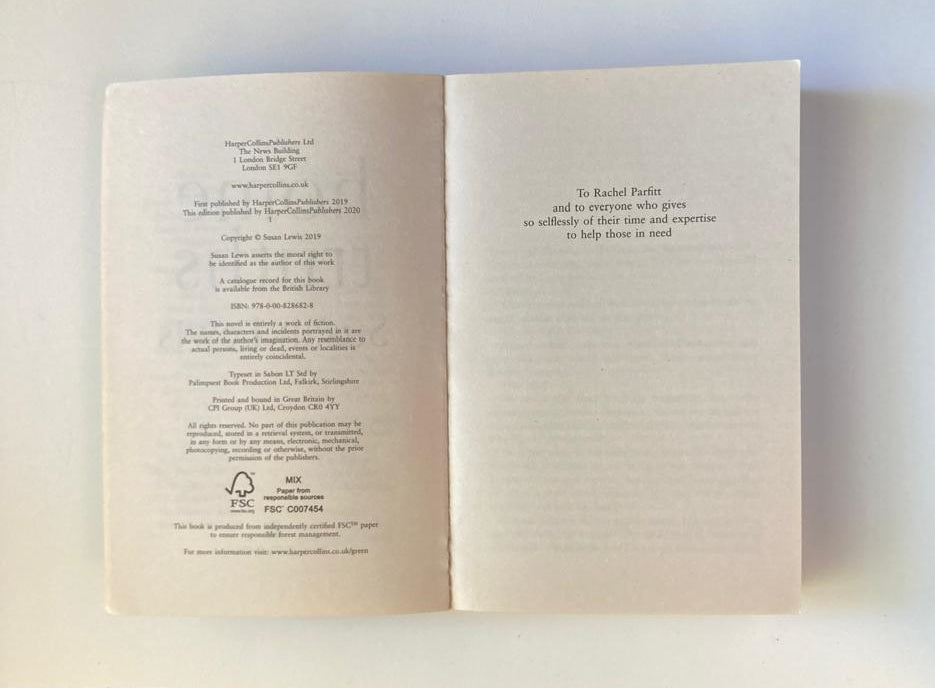 HarperCollinsPublishers Ltd
The News Building
1 London Bridge Street
London SE1 9GF
www.harpercollins.co.uk
First published by HarperCollinsPublishers 2019
This edition published by HarperCollinsPublishers 2020
1
Copyright © Susan Lewis 2019
Susan Lewis asserts the moral right to
be identified as the author of this work
A catalogue record for this book
is available from the British Library
ISBN: 978-0-00-828682-8
This novel is entirely a work of fiction.
The names, characters and incidents portrayed in it are
the work of the author's imagination. Any resemblance to
actual persons, living or dead, events or localities is
entirely coincidental.
Typeset in Sabon LT Std by
Palimpsest Book Production Ltd, Falkirk, Stirlingshire
Printed and bound in Great Britain by
CPI Group (UK) Ltd, Croydon CR0 4YY
All rights reserved. No part of this publication may be
reproduced, stored in a retrieval system, or transmitted,
in any form or by any means, electronic, mechanical,
photocopying, recording or otherwise, without the prior
permission of the publishers.
FSC
www.fsc.org
MIX
Paper from
responsible sources
FSC® C007454
This book is produced from independently certified FSC™ paper
to ensure responsible forest management.
For more information visit: www.harpercollins.co.uk/green
To Rachel Parfitt
and to everyone who gives
so selflessly of their time and expertise
to help those in need